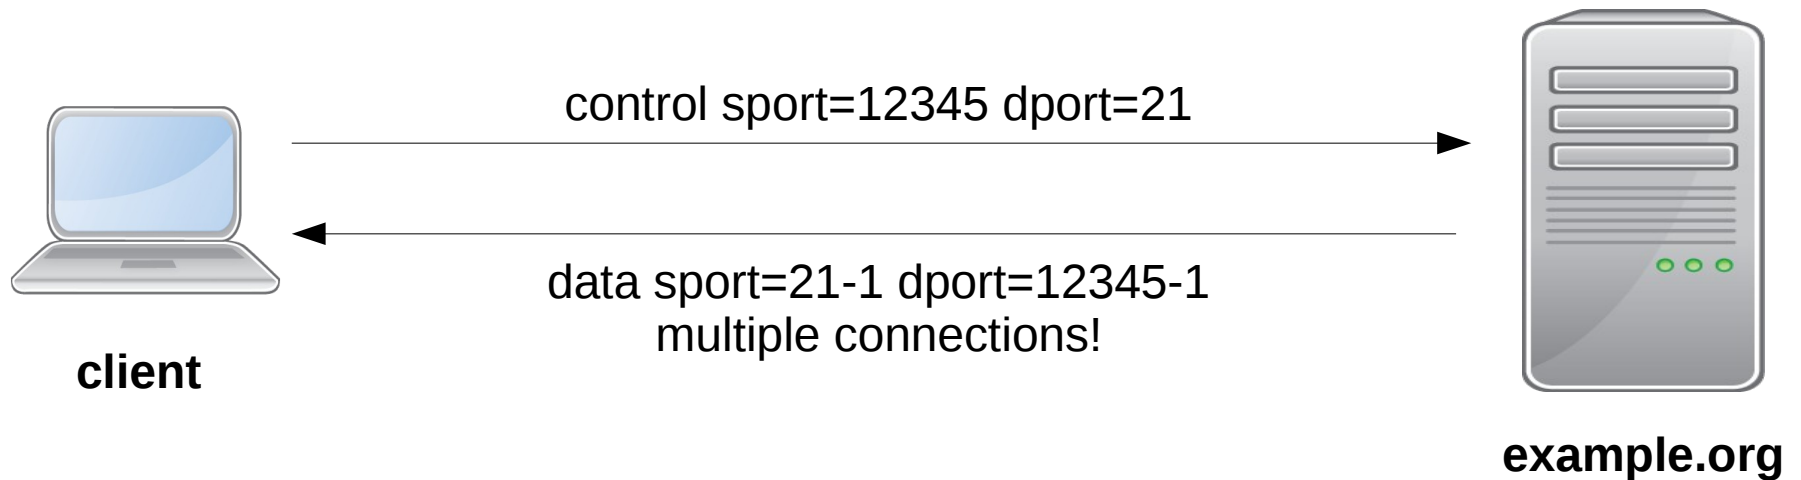 control sport=12345 dport=21
data sport=21-1 dport=12345-1
multiple connections!
client
example.org